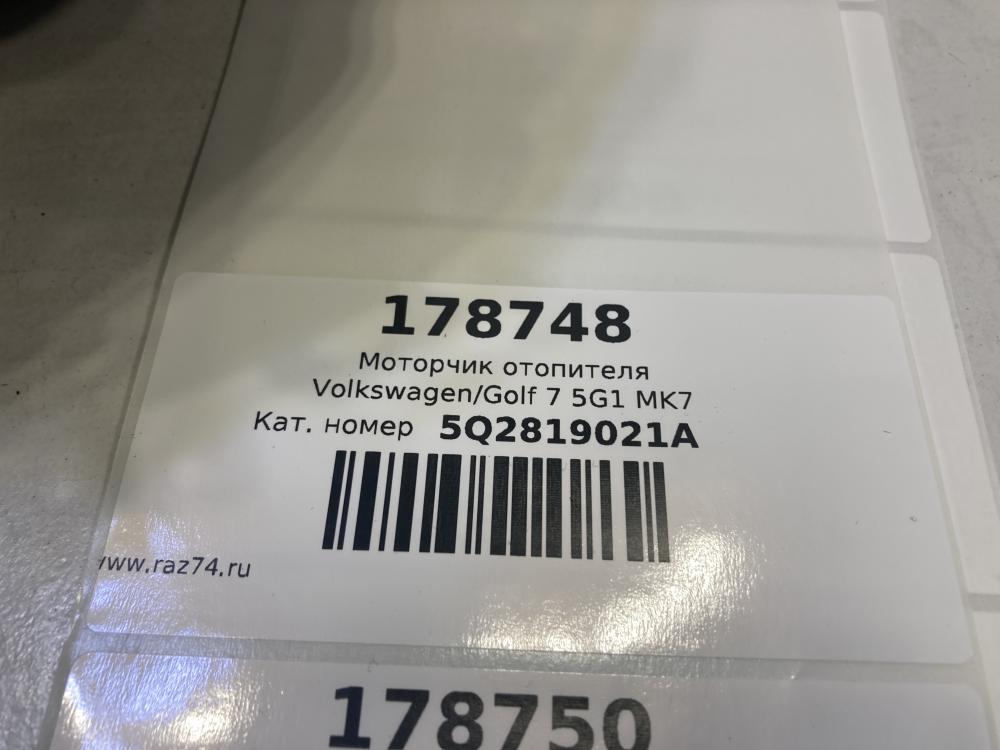 178748
Моторчик отопителя
Volkswagen/Golf 7 5G1 MK7
Кат. номер 5Q2819021A
www.raz74.ru
178750